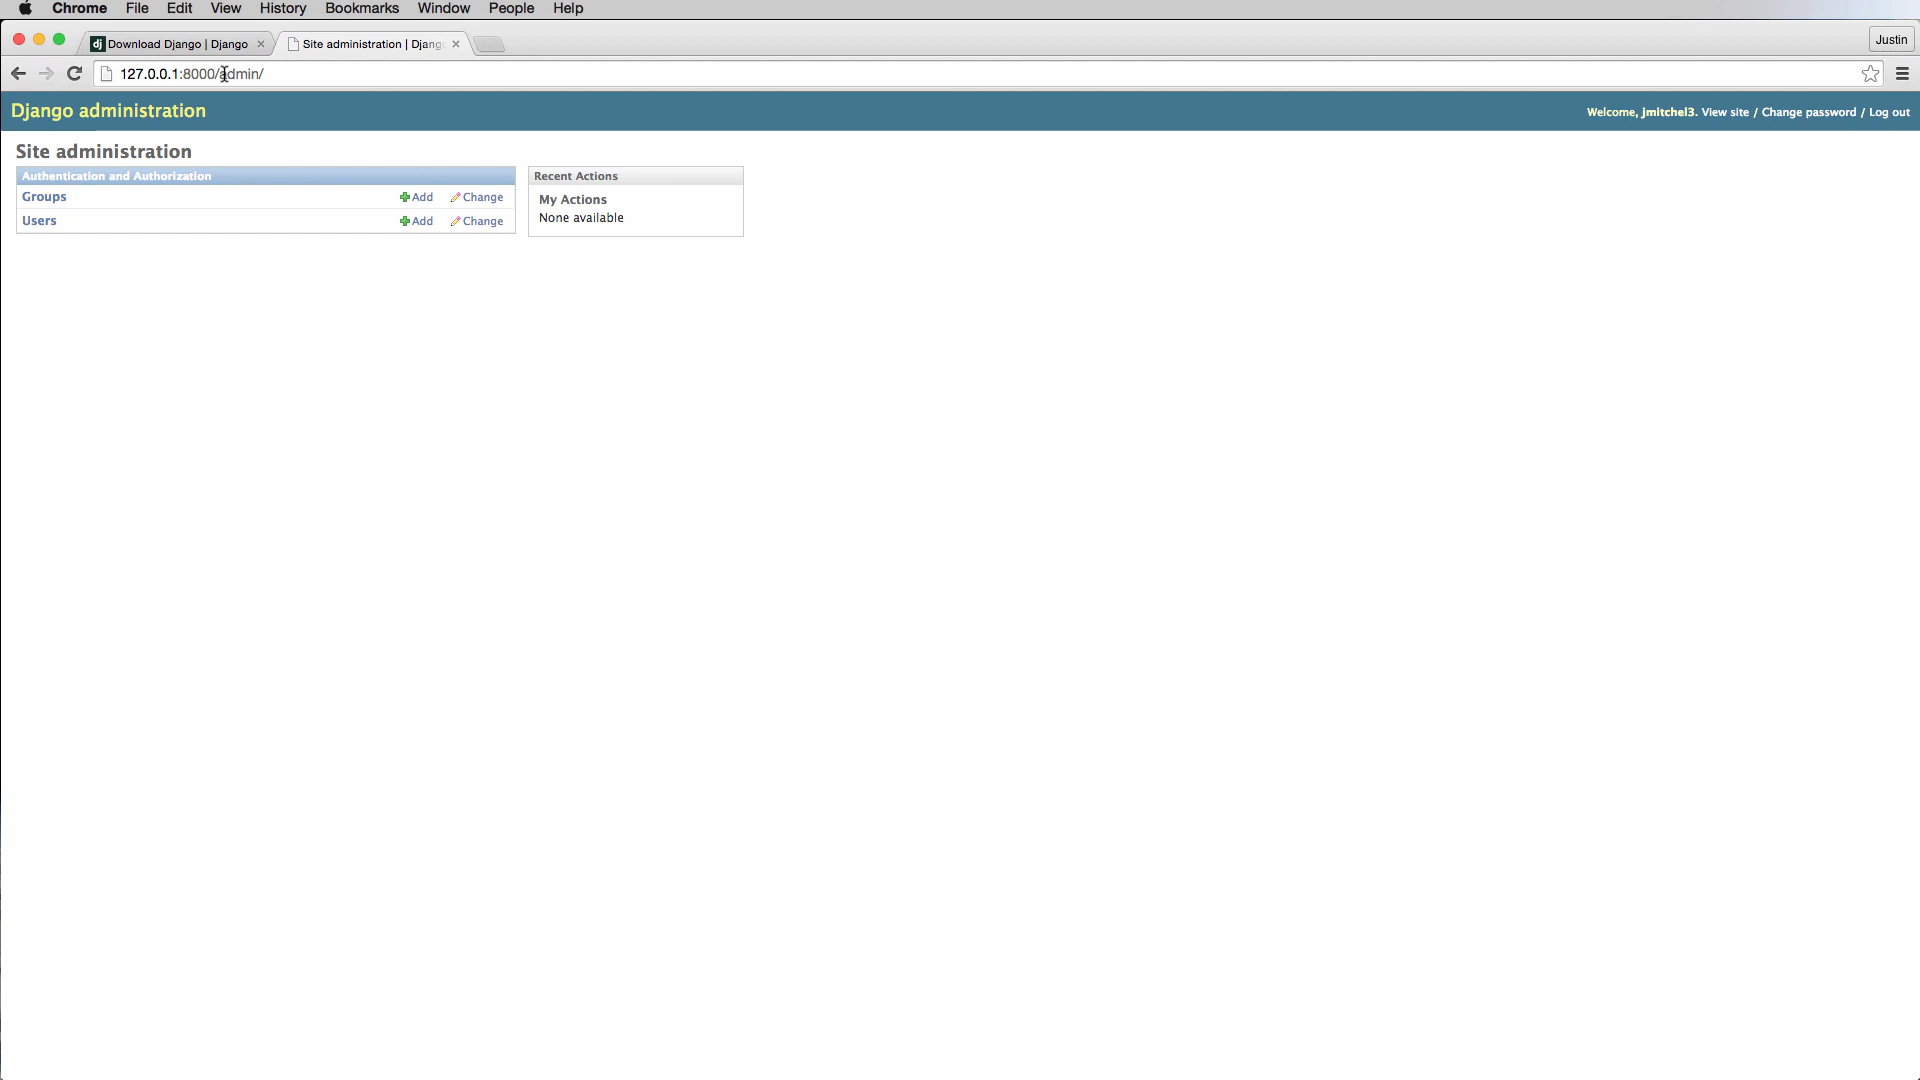 Chrome File Edit View History Bookmarks Window People Help
dj Download Django | Django
Site administration | Djang
Justin
127.0.0.1:8000/admin/
Django administration
Welcome, jmitchel3. View site / Change password / Log out
Site administration
Authentication and Authorization
Groups Add Change
Users Add Change
Recent Actions
My Actions
None available